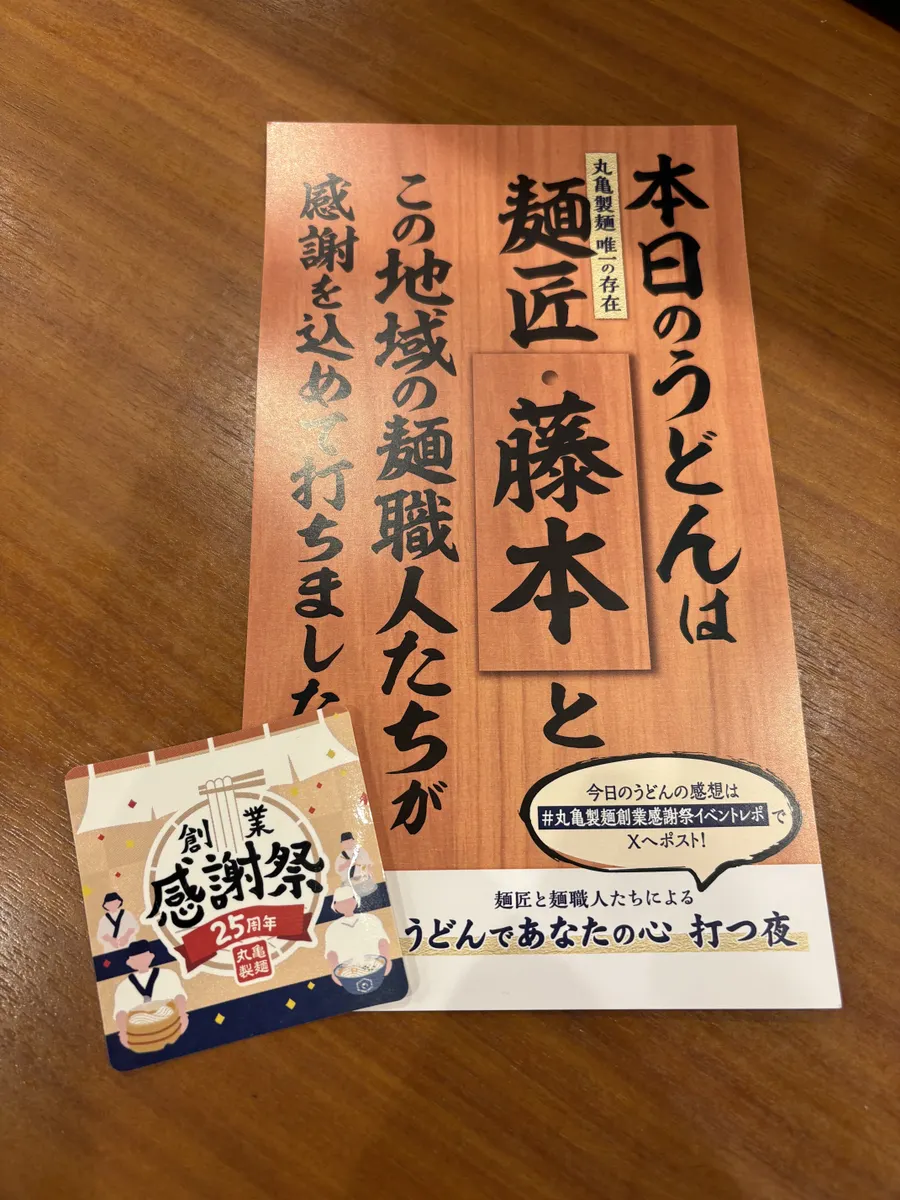 本日のうどんは
丸亀製麺 唯一の存在
麺匠
藤本
と
この地域の麺職人たちが
感謝を込めて打ちました
今日のうどんの感想は
#丸亀製麺創業感謝祭イベントレポで
Xへポスト!
麺匠と麺職人たちによる
うどんであなたの心 打つ夜
創業
感謝祭
25周年
丸亀
製麺